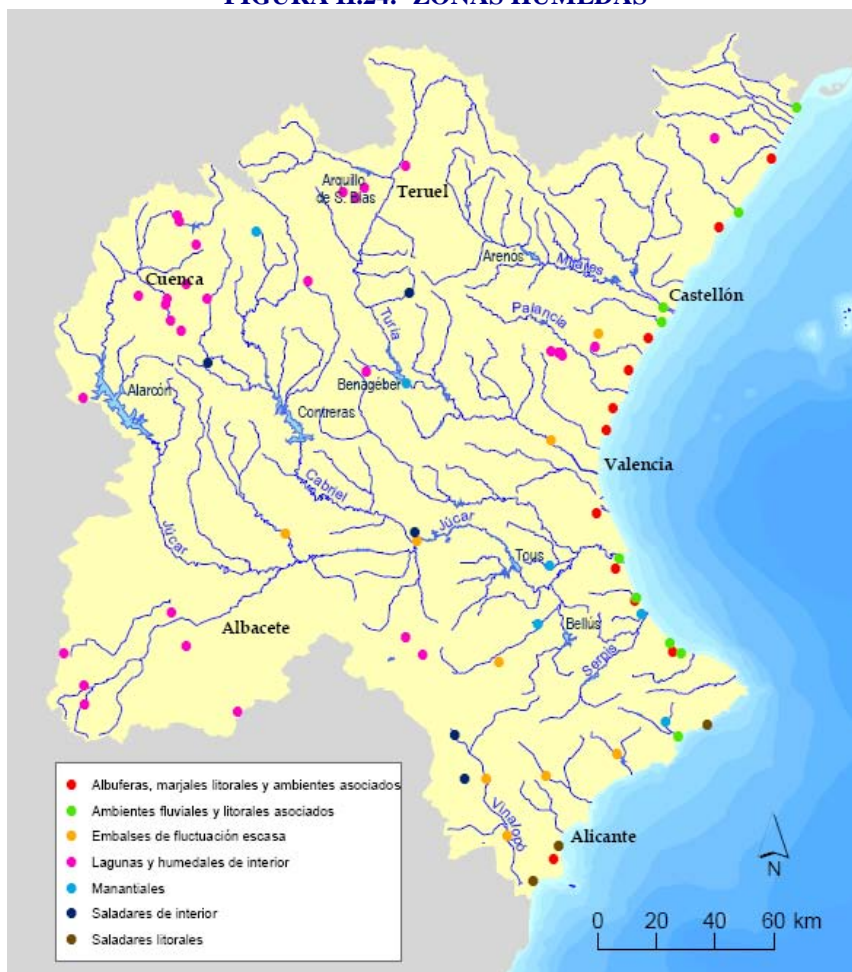 FIGURA II.24. ZONAS HÚMEDAS
Arquillo
de S. Blas
Teruel
Cuenca
Arenós
Mijares
Castellón
Palancia
Turia
Alarcón
Benagéber
Contreras
Valencia
Cabriel
Júcar
Júcar
Tous
Albacete
Bellús
Serpis
Vinalopó
Alicante
Albuferas, marjales litorales y ambientes asociados
Ambientes fluviales y litorales asociados
Embalses de fluctuación escasa
Lagunas y humedales de interior
Manantiales
Saladares de interior
Saladares litorales
N
0 20 40 60 km